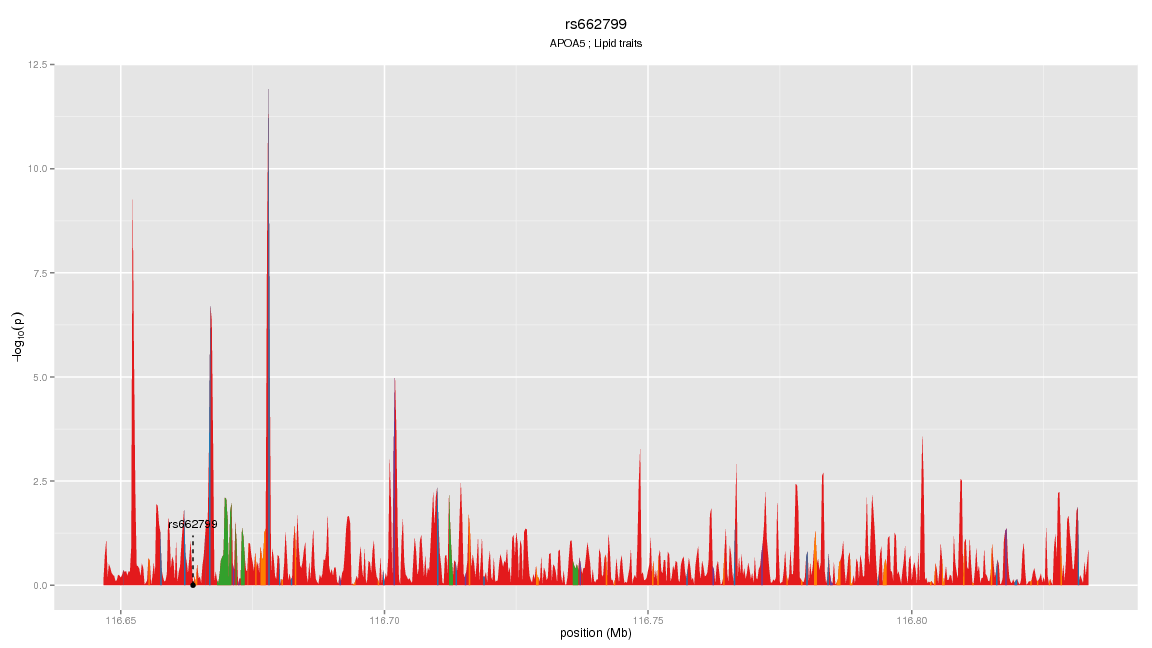 rs662799
APOA5 ; Lipid traits
12.5
10.0
7.5
5.0
2.5
0.0
−log10(p)
rs662799
116.65
116.70
116.75
116.80
position (Mb)